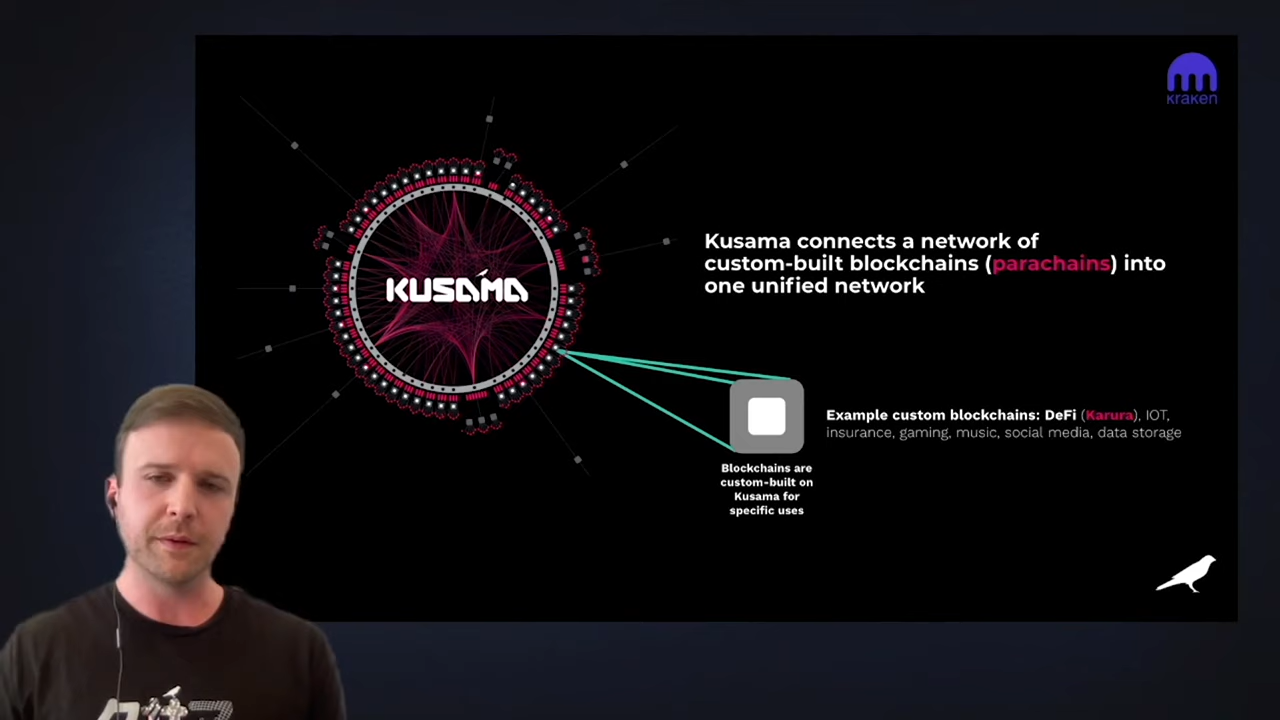 kraken
KUSAMA
Kusama connects a network of
custom-built blockchains (parachains) into
one unified network
Example custom blockchains: DeFi (Karura), IOT,
insurance, gaming, music, social media, data storage
Blockchains are
custom-built on
Kusama for
specific uses